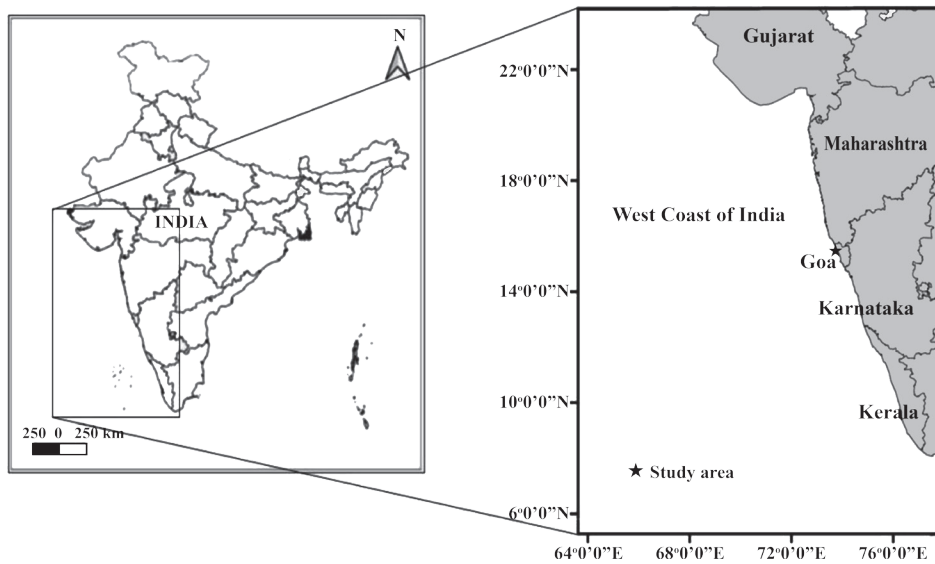 N
INDIA
250 0 250 km
Gujarat
22°0'0"N
Maharashtra
18°0'0"N
West Coast of India
Goa
14°0'0"N
Karnataka
10°0'0"N
Kerala
Study area
6°0'0"N
64°0'0"E 68°0'0"E 72°0'0"E 76°0'0"E